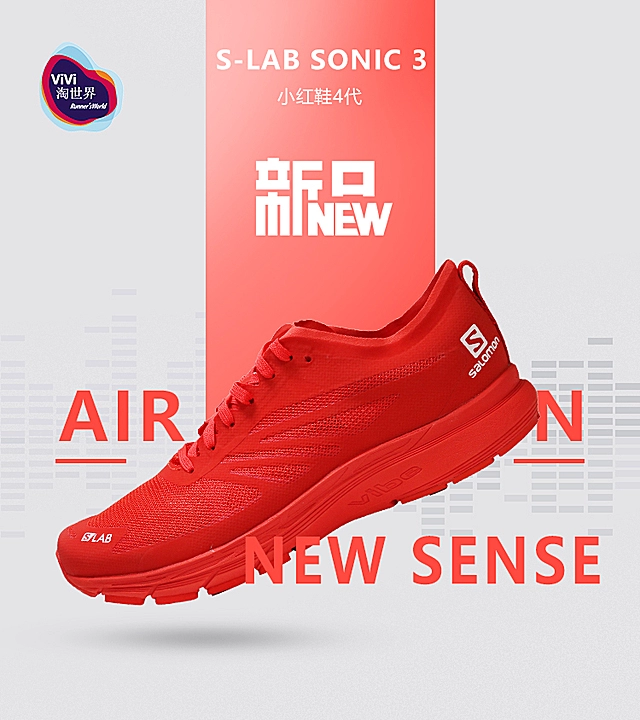 S-LAB SONIC 3
小红鞋4代
ViVi
淘世界
Runner's World
新品
NEW
S
salomon
AIR
N
vibe
S/LAB
NEW SENSE